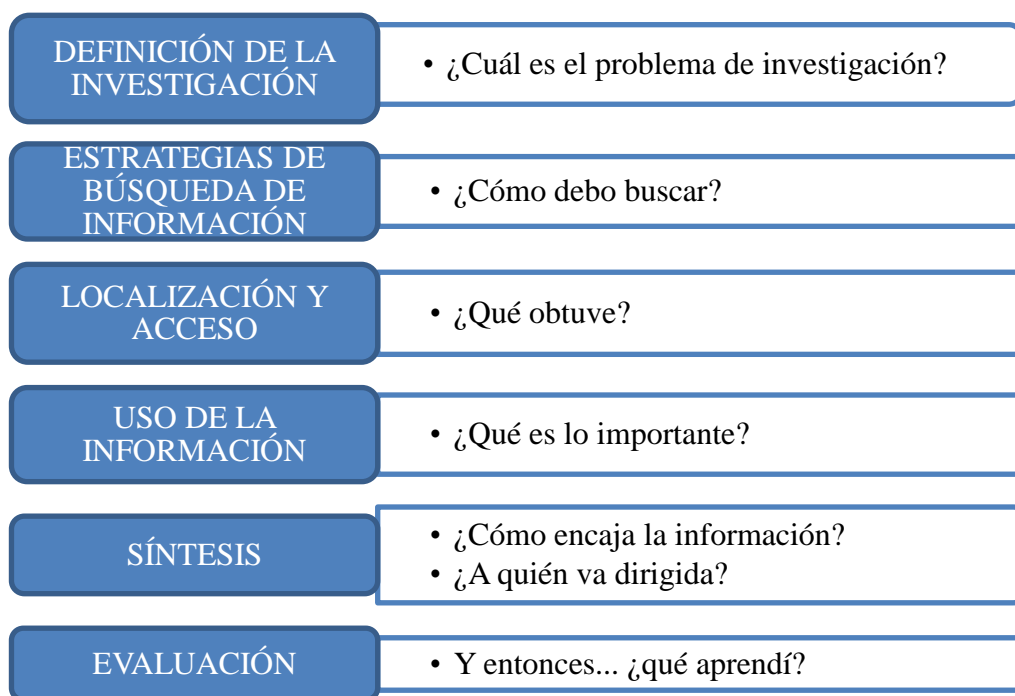 DEFINICIÓN DE LA
INVESTIGACIÓN
• ¿Cuál es el problema de investigación?
ESTRATEGIAS DE
BÚSQUEDA DE
INFORMACIÓN
• ¿Cómo debo buscar?
LOCALIZACIÓN Y
ACCESO
• ¿Qué obtuve?
USO DE LA
INFORMACIÓN
• ¿Qué es lo importante?
SÍNTESIS
• ¿Cómo encaja la información?
• ¿A quién va dirigida?
EVALUACIÓN
• Y entonces... ¿qué aprendí?